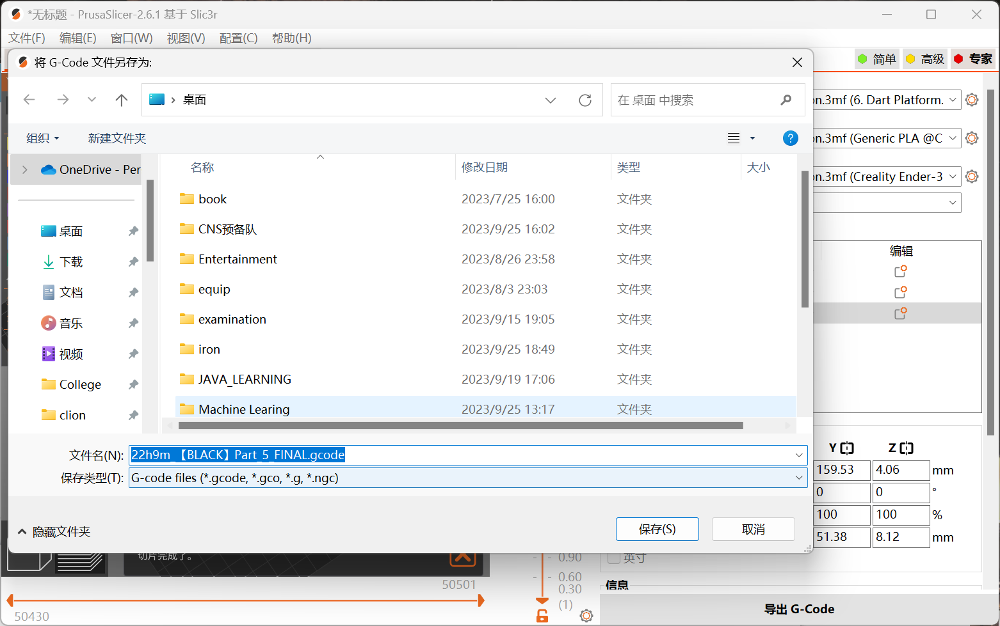 *无标题 - PrusaSlicer-2.6.1 基于 Slic3r
文件(F) 编辑(E) 窗口(W) 视图(V) 配置(C) 帮助(H)
将 G-Code 文件另存为:
简单 高级 专家
桌面
在 桌面 中搜索
on.3mf (6. Dart Platform.
组织 新建文件夹
on.3mf (Generic PLA @C
OneDrive - Per
名称 修改日期 类型 大小
on.3mf (Creality Ender-3
book 2023/7/25 16:00 文件夹
桌面
CNS预备队 2023/9/25 16:02 文件夹
编辑
下载
Entertainment 2023/8/26 23:58 文件夹
文档
equip 2023/8/3 23:03 文件夹
音乐
examination 2023/9/15 19:05 文件夹
视频
iron 2023/9/25 18:49 文件夹
College
JAVA_LEARNING 2023/9/19 17:06 文件夹
clion
Machine Learing 2023/9/25 13:17 文件夹
文件名(N): 22h9m_【BLACK】Part_5_FINAL.gcode
保存类型(T): G-code files (*.gcode, *.gco, *.g, *.ngc)
Y Z
159.53 4.06 mm
0 0 °
100 100 %
51.38 8.12 mm
隐藏文件夹 保存(S) 取消
切片完成了。
0.90
英寸
50501
0.60
0.30
信息
(1)
50430
导出 G-Code